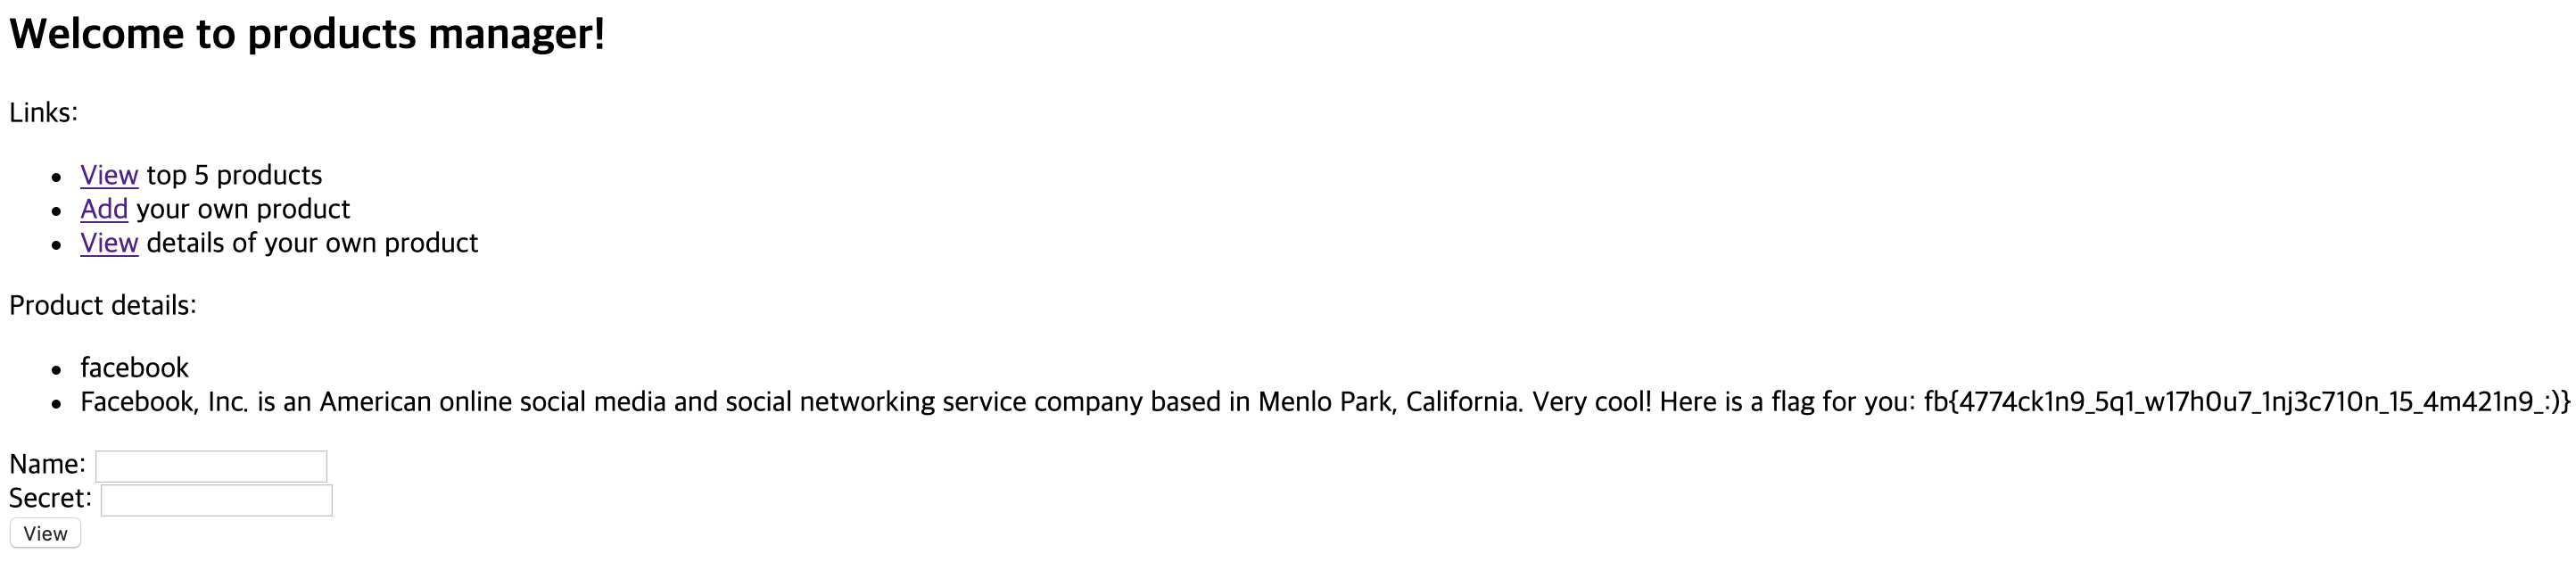 Welcome to products manager!
Links:
View top 5 products
Add your own product
View details of your own product
Product details:
facebook
Facebook, Inc. is an American online social media and social networking service company based in Menlo Park, California. Very cool! Here is a flag for you: fb{4774ck1n9_5q1_w17h0u7_1nj3c710n_15_4m421n9_:)}
Name:
Secret:
View